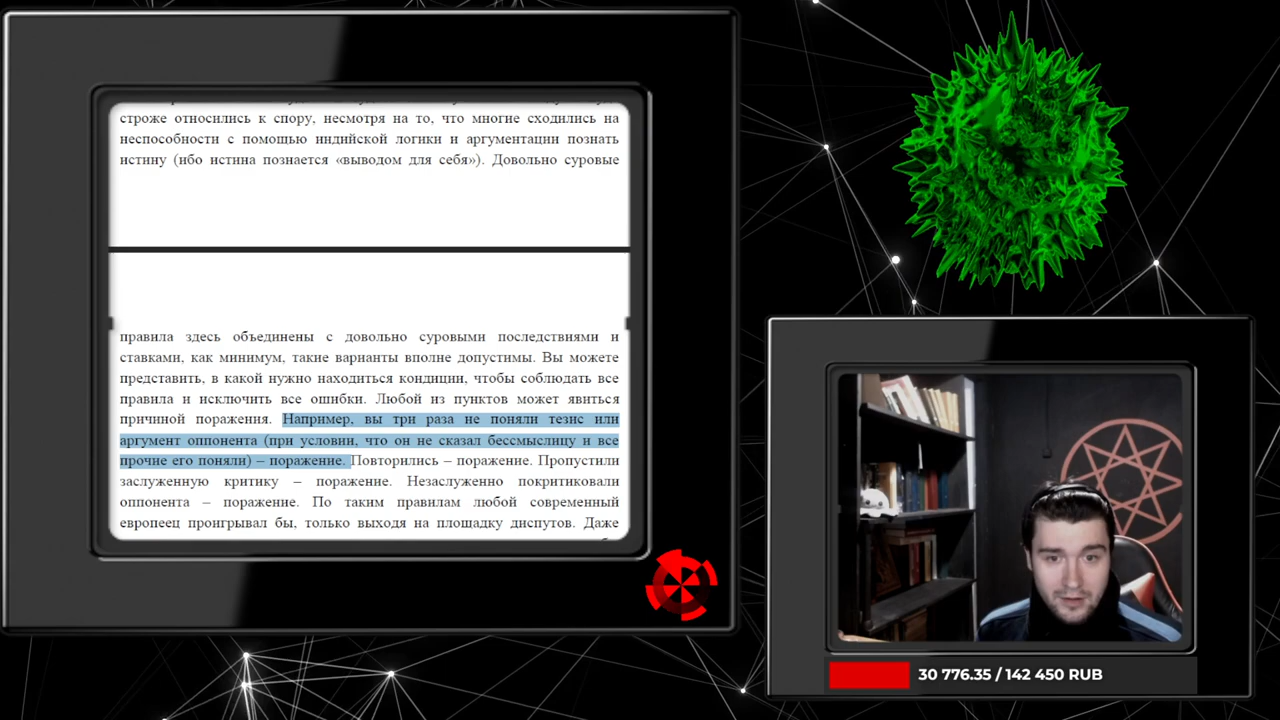 строже относились к спору, несмотря на то, что многие сходились на
неспособности с помощью индийской логики и аргументации познать
истину (ибо истина познается «выводом для себя»). Довольно суровые
правила здесь объединены с довольно суровыми последствиями и
ставками, как минимум, такие варианты вполне допустимы. Вы можете
представить, в какой нужно находиться кондиции, чтобы соблюдать все
правила и исключить все ошибки. Любой из пунктов может явиться
причиной поражения. Например, вы три раза не поняли тезис или
аргумент оппонента (при условии, что он не сказал бессмыслицу и все
прочие его поняли) – поражение. Повторились – поражение. Пропустили
заслуженную критику – поражение. Незаслуженно покритиковали
оппонента – поражение. По таким правилам любой современный
европеец проигрывал бы, только выходя на площадку диспутов. Даже
30 776.35 / 142 450 RUB